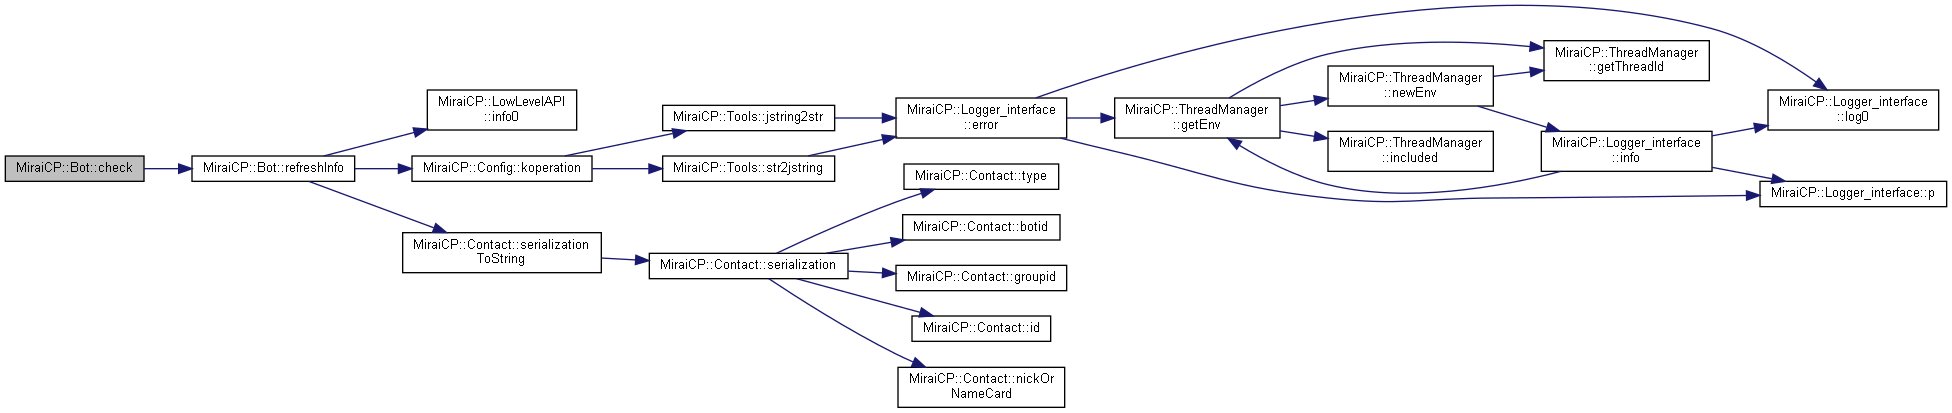 MiraiCP::Bot::check
MiraiCP::Bot::refreshInfo
MiraiCP::LowLevelAPI
::info0
MiraiCP::Config::koperation
MiraiCP::Contact::serialization
ToString
MiraiCP::Tools::jstring2str
MiraiCP::Tools::str2jstring
MiraiCP::Contact::serialization
MiraiCP::Logger_interface
::error
MiraiCP::Contact::type
MiraiCP::Contact::botid
MiraiCP::Contact::groupid
MiraiCP::Contact::id
MiraiCP::Contact::nickOr
NameCard
MiraiCP::ThreadManager
::getEnv
MiraiCP::ThreadManager
::newEnv
MiraiCP::ThreadManager
::included
MiraiCP::ThreadManager
::getThreadId
MiraiCP::Logger_interface
::info
MiraiCP::Logger_interface
::log0
MiraiCP::Logger_interface::p